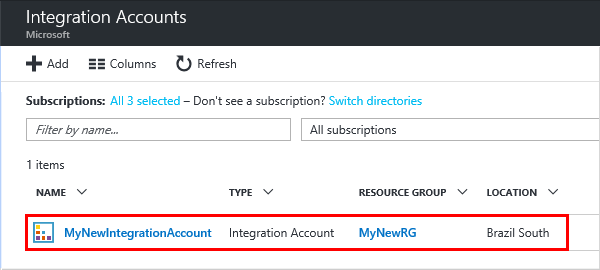 Integration Accounts
Microsoft
Add Columns Refresh
Subscriptions: All 3 selected – Don't see a subscription? Switch directories
Filter by name... All subscriptions
1 items
NAME TYPE RESOURCE GROUP LOCATION
MyNewIntegrationAccount Integration Account MyNewRG Brazil South